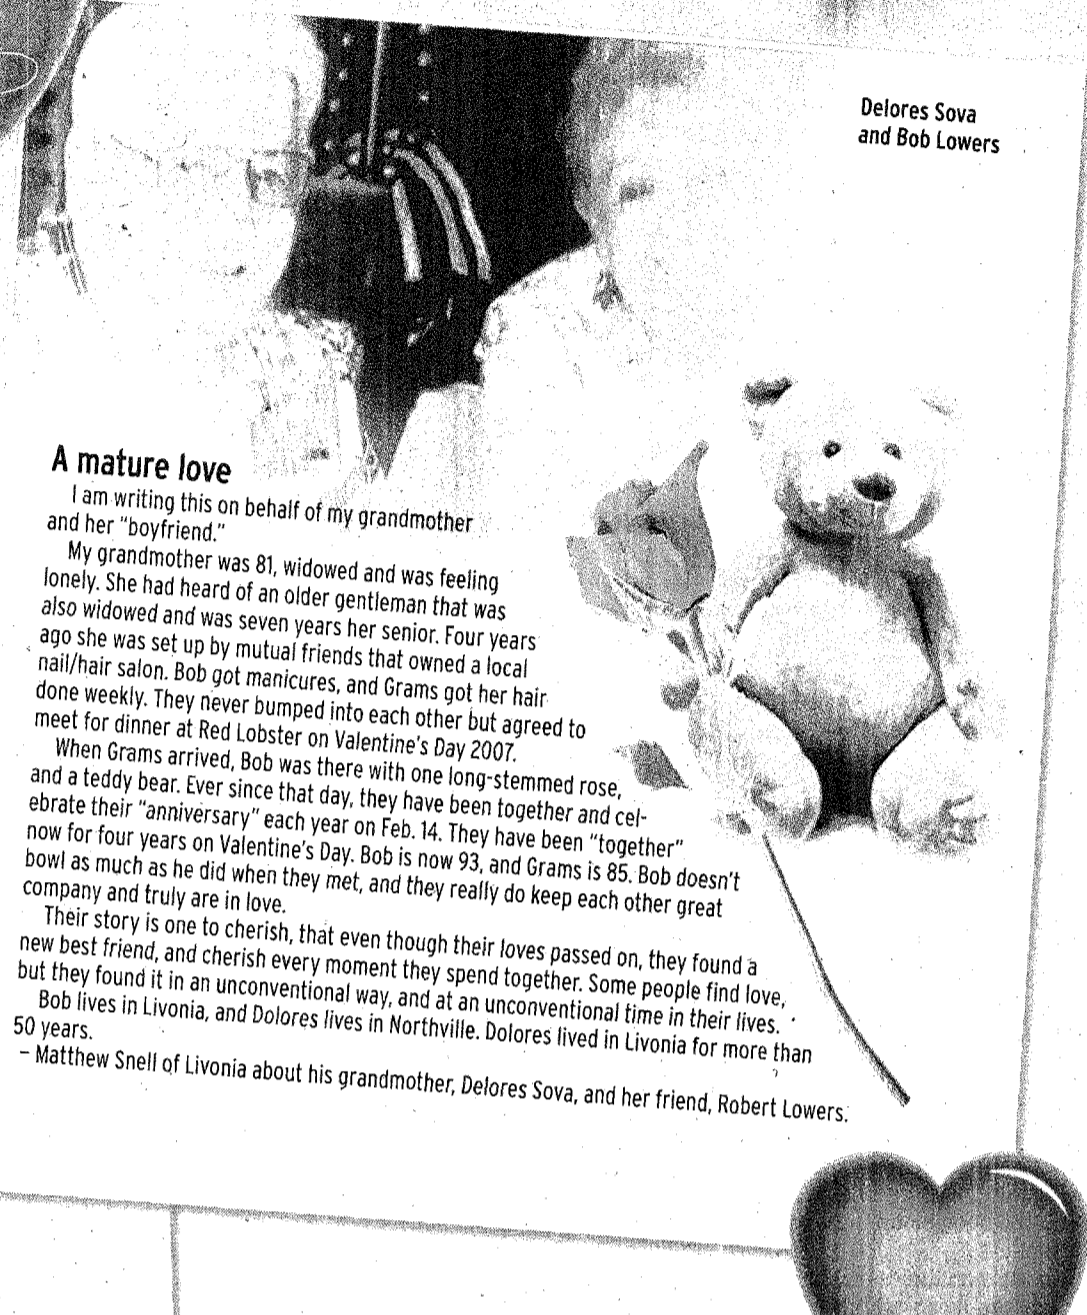 Delores Sova
and Bob Lowers
A mature love
I am writing this on behalf of my grandmother
and her "boyfriend."
My grandmother was 81, widowed and was feeling
lonely. She had heard of an older gentleman that was
also widowed and was seven years her senior. Four years
ago she was set up by mutual friends that owned a local
nail/hair salon. Bob got manicures, and Grams got her hair
done weekly. They never bumped into each other but agreed to
meet for dinner at Red Lobster on Valentine's Day 2007.
When Grams arrived, Bob was there with one long-stemmed rose,
and a teddy bear. Ever since that day, they have been together and cel-
ebrate their "anniversary" each year on Feb. 14. They have been "together"
now for four years on Valentine's Day. Bob is now 93, and Grams is 85. Bob doesn't
bowl as much as he did when they met, and they really do keep each other great
company and truly are in love.
Their story is one to cherish, that even though their loves passed on, they found a
new best friend, and cherish every moment they spend together. Some people find love,
but they found it in an unconventional way, and at an unconventional time in their lives.
Bob lives in Livonia, and Dolores lives in Northville. Dolores lived in Livonia for more than
50 years.
– Matthew Snell of Livonia about his grandmother, Delores Sova, and her friend, Robert Lowers.